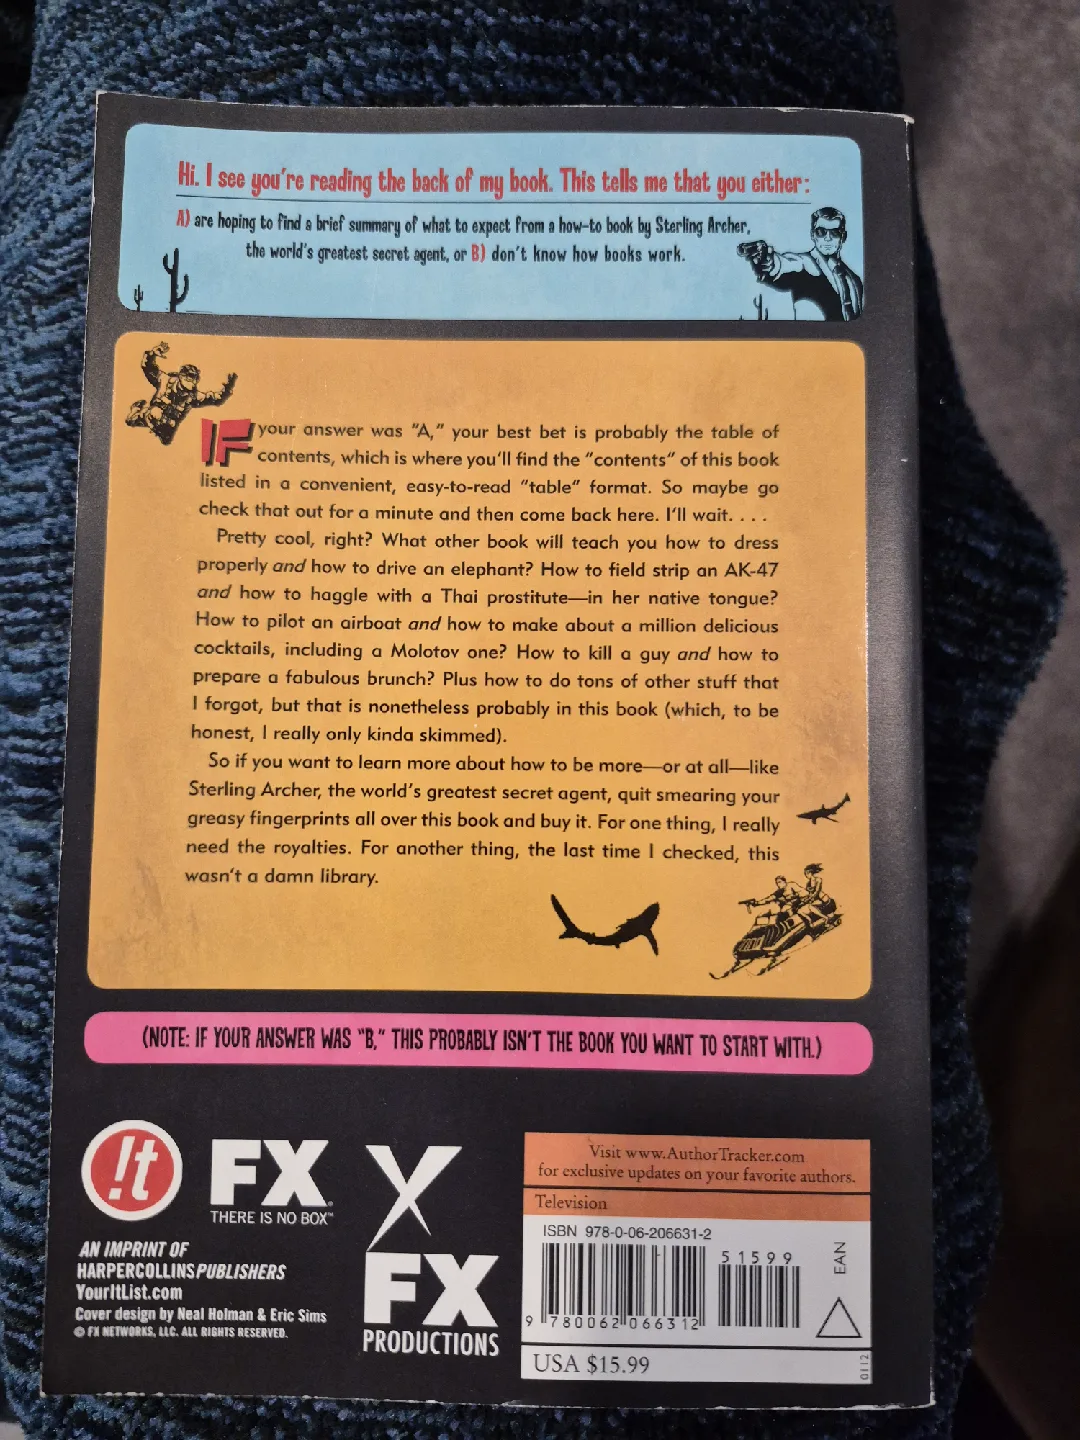 Hi. I see you're reading the back of my book. This tells me that you either:
A) are hoping to find a brief summary of what to expect from a how-to book by Sterling Archer,
the world's greatest secret agent, or B) don't know how books work.
IF your answer was "A," your best bet is probably the table of
contents, which is where you'll find the "contents" of this book
listed in a convenient, easy-to-read "table" format. So maybe go
check that out for a minute and then come back here. I'll wait. . . .
Pretty cool, right? What other book will teach you how to dress
properly and how to drive an elephant? How to field strip an AK-47
and how to haggle with a Thai prostitute—in her native tongue?
How to pilot an airboat and how to make about a million delicious
cocktails, including a Molotov one? How to kill a guy and how to
prepare a fabulous brunch? Plus how to do tons of other stuff that
I forgot, but that is nonetheless probably in this book (which, to be
honest, I really only kinda skimmed).
So if you want to learn more about how to be more—or at all—like
Sterling Archer, the world's greatest secret agent, quit smearing your
greasy fingerprints all over this book and buy it. For one thing, I really
need the royalties. For another thing, the last time I checked, this
wasn't a damn library.
(NOTE: IF YOUR ANSWER WAS "B," THIS PROBABLY ISN'T THE BOOK YOU WANT TO START WITH.)
!t
AN IMPRINT OF
HARPERCOLLINSPUBLISHERS
YourItList.com
Cover design by Neal Holman & Eric Sims
© FX NETWORKS, LLC. ALL RIGHTS RESERVED.
FX
THERE IS NO BOX™
X
FX
PRODUCTIONS
Visit www.AuthorTracker.com
for exclusive updates on your favorite authors.
Television
ISBN 978-0-06-206631-2
51599
9 780062 066312
EAN
USA $15.99
0112